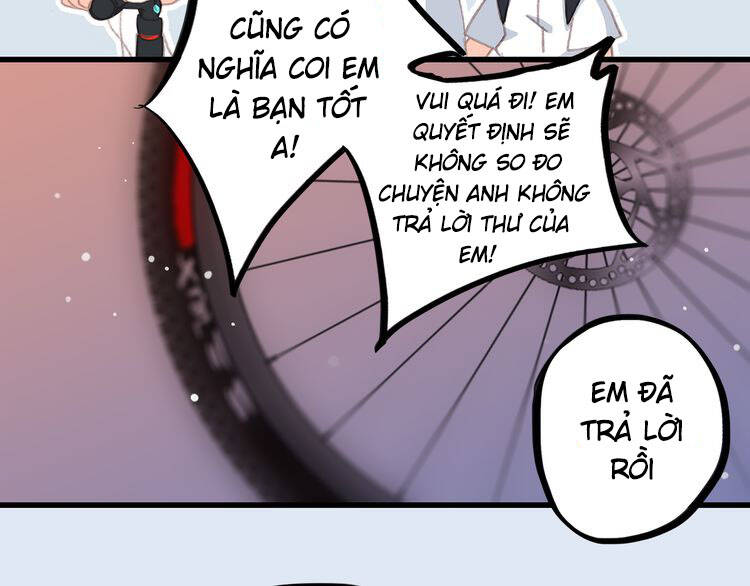 CŨNG CÓ
NGHĨA COI EM
LÀ BẠN TỐT
A!
VUI QUÁ ĐI! EM
QUYẾT ĐỊNH SẼ
KHÔNG SO ĐO
CHUYỆN ANH KHÔNG
TRẢ LỜI THƯ CỦA
EM!
EM ĐÃ
TRẢ LỜI
RỒI